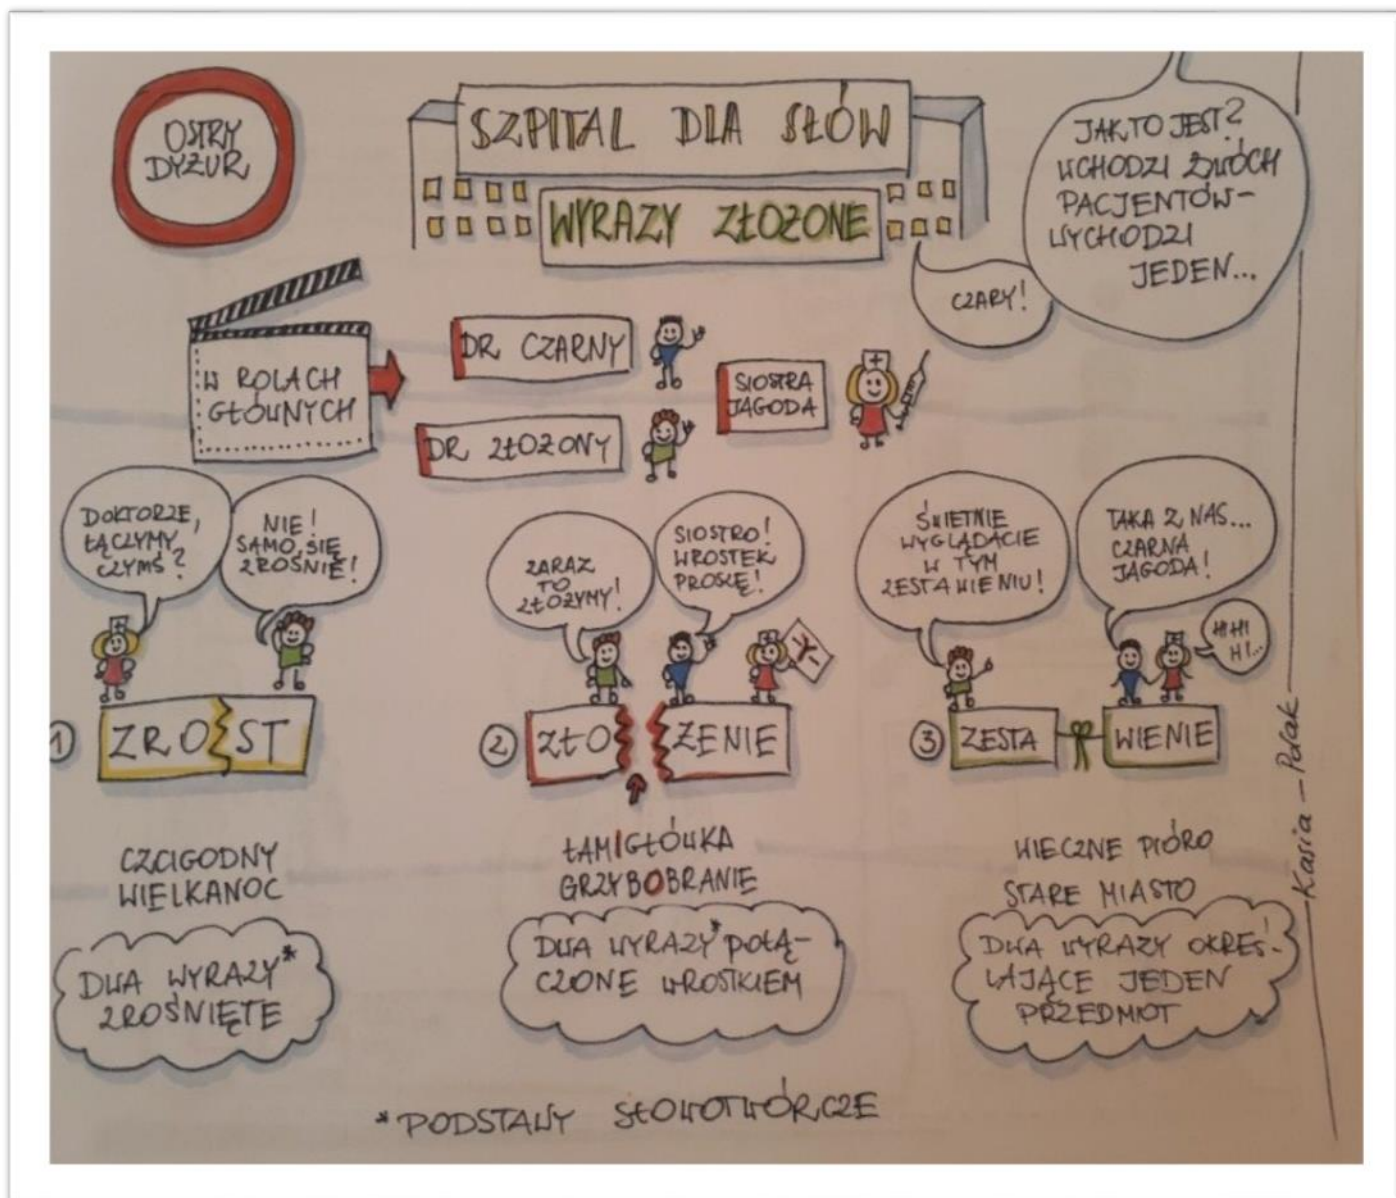 OSTRY
DYŻUR
SZPITAL DLA SŁÓW
WYRAZY ZŁOŻONE
JAK TO JEST?
WCHODZI DWÓCH
PACJENTÓW-
WYCHODZI
JEDEN...
CZARY!
W ROLACH
GŁÓWNYCH
DR CZARNY
DR ZŁOŻONY
SIOSTRA
JAGODA
DOKTORZE,
ŁĄCZYMY
CZYMŚ?
NIE!
SAMO SIĘ
ZROŚNIE!
ZARAZ
TO
ZŁOŻYMY!
SIOSTRO!
WROSTEK
PROSZĘ!
ŚWIETNIE
WYGLĄDACIE
W TYM
ZESTAWIENIU!
TAKA Z NAS...
CZARNA
JAGODA!
HI HI
HI...
1) ZROST
2 ZŁO ŻENIE
3 ZESTA WIENIE
CZCIGODNY
WIELKANOC
ŁAMIGŁÓWKA
GRZYBOBRANIE
WIECZNE PIÓRO
STARE MIASTO
DWA WYRAZY*
ZROŚNIĘTE
DWA WYRAZY* POŁĄ-
CZONE WROSTKIEM
DWA WYRAZY OKREŚ-
LAJĄCE JEDEN
PRZEDMIOT
*PODSTAWY SŁOWOTWÓRCZE
Kasia - Polak